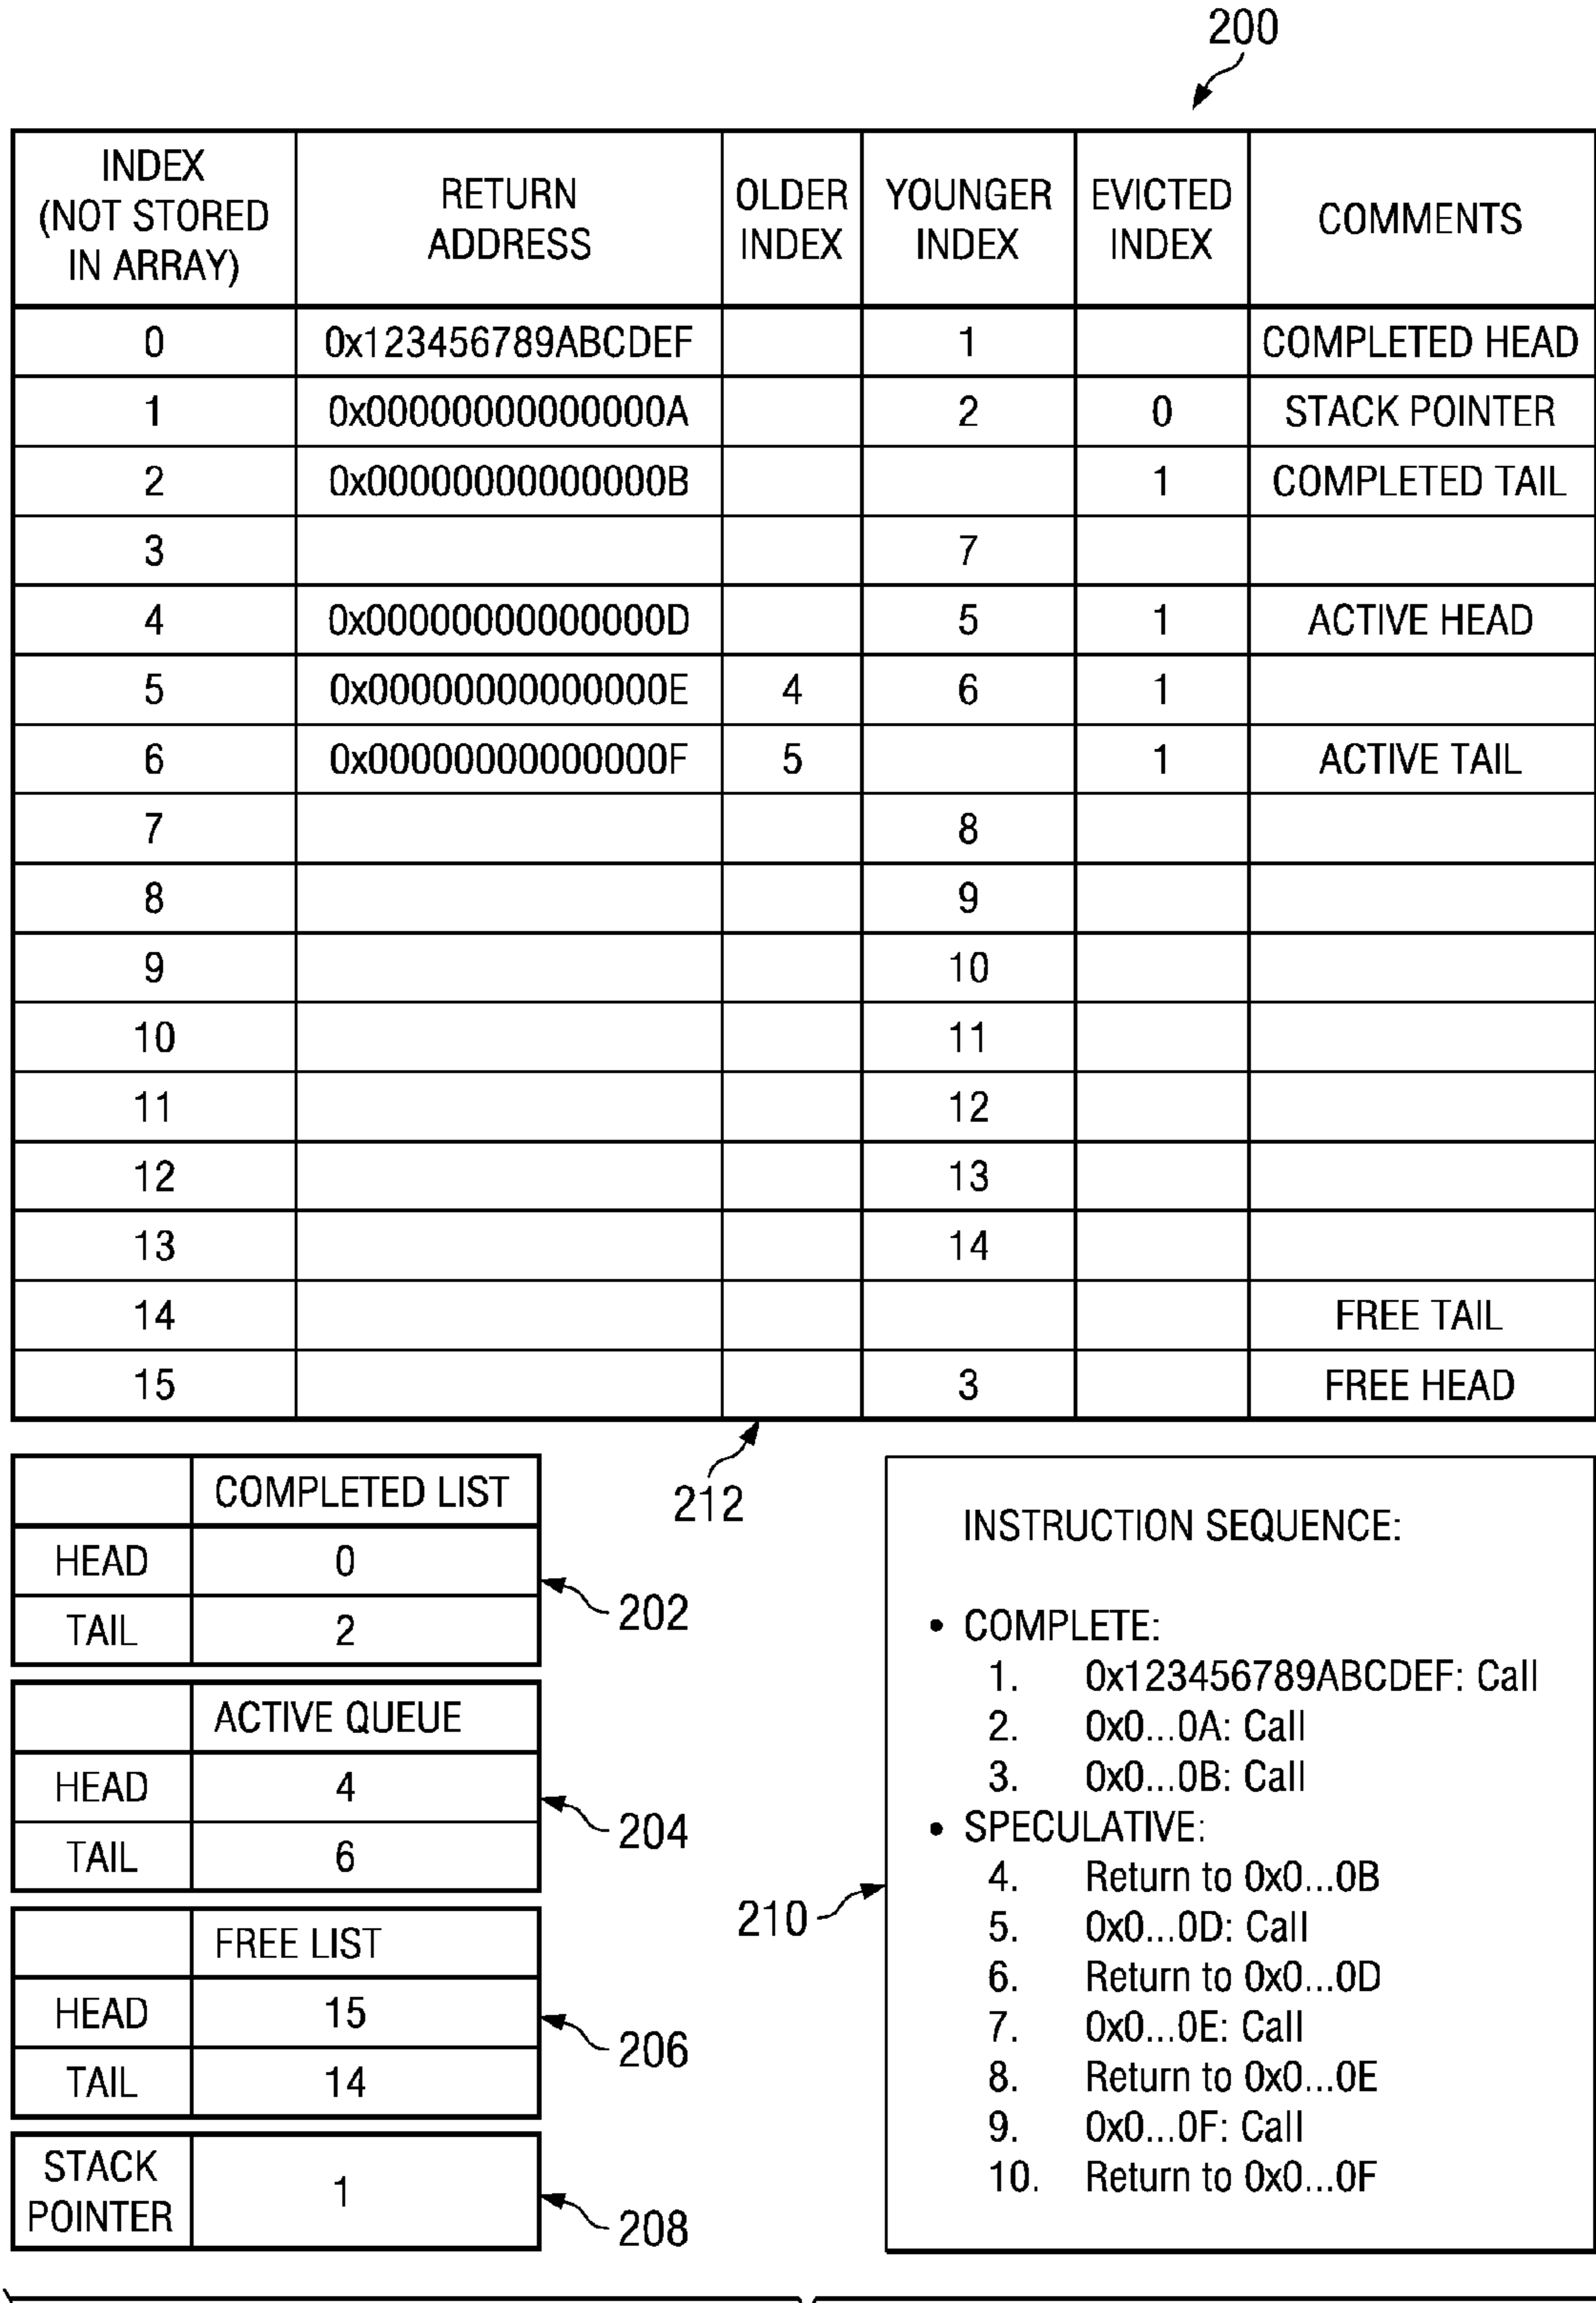 200
INDEX (NOT STORED IN ARRAY) RETURN ADDRESS OLDER INDEX YOUNGER INDEX EVICTED INDEX COMMENTS
0 0x123456789ABCDEF 1 COMPLETED HEAD
1 0x00000000000000A 2 0 STACK POINTER
2 0x00000000000000B 1 COMPLETED TAIL
3 7
4 0x00000000000000D 5 1 ACTIVE HEAD
5 0x00000000000000E 4 6 1
6 0x00000000000000F 5 1 ACTIVE TAIL
7 8
8 9
9 10
10 11
11 12
12 13
13 14
14 FREE TAIL
15 3 FREE HEAD
212
COMPLETED LIST
HEAD 0
TAIL 2
202
ACTIVE QUEUE
HEAD 4
TAIL 6
204
FREE LIST
HEAD 15
TAIL 14
206
STACK POINTER 1
208
210
INSTRUCTION SEQUENCE:
• COMPLETE:
1. 0x123456789ABCDEF: Call
2. 0x0...0A: Call
3. 0x0...0B: Call
• SPECULATIVE:
4. Return to 0x0...0B
5. 0x0...0D: Call
6. Return to 0x0...0D
7. 0x0...0E: Call
8. Return to 0x0...0E
9. 0x0...0F: Call
10. Return to 0x0...0F